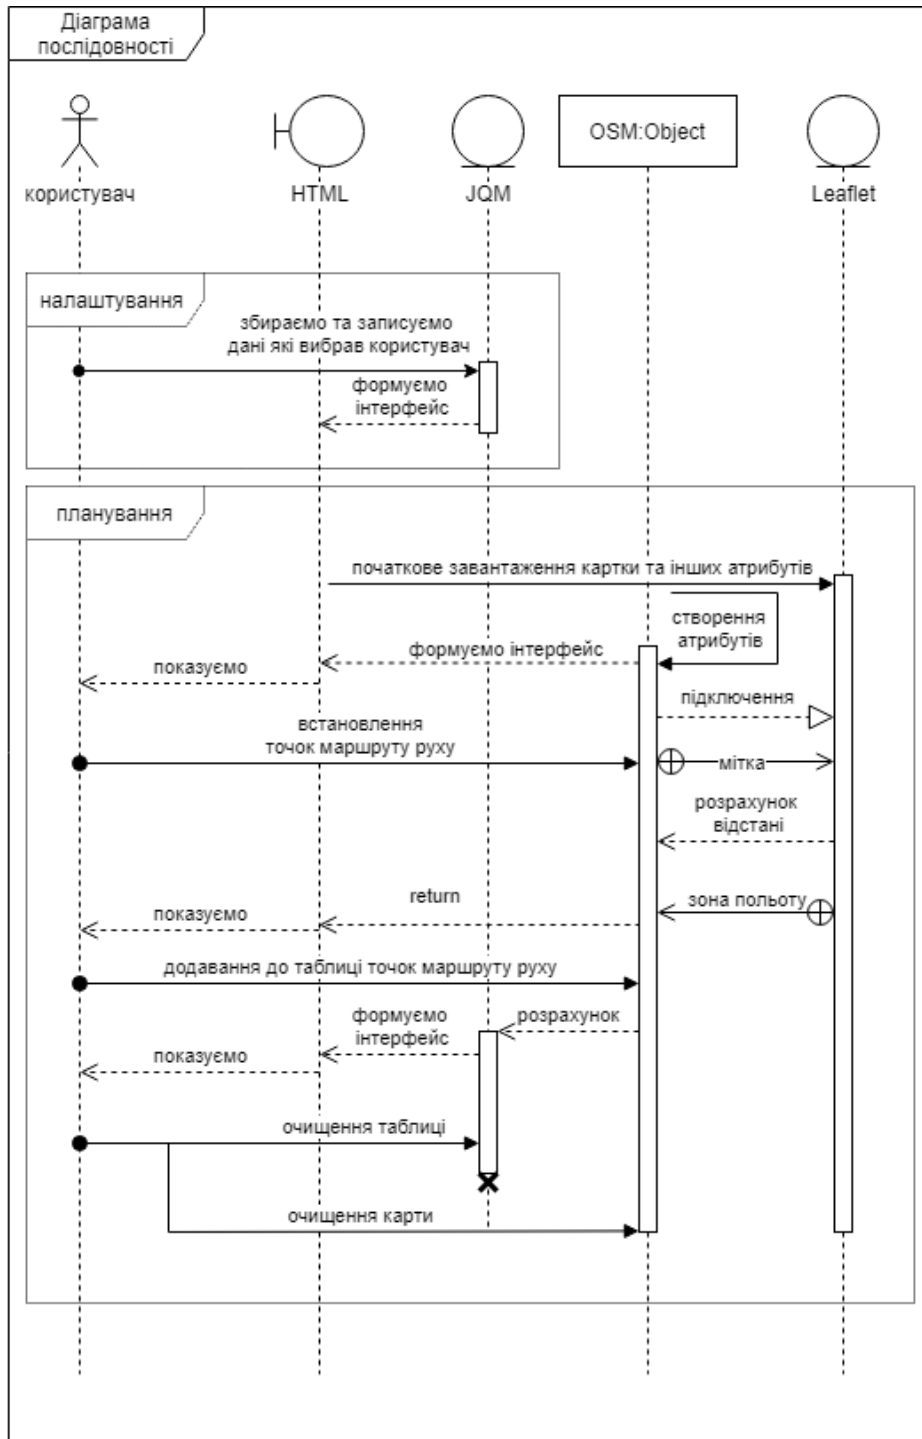 Діаграма
послідовності
користувач
HTML
JQM
OSM:Object
Leaflet
налаштування
збираємо та записуємо
дані які вибрав користувач
формуємо
інтерфейс
планування
початкове завантаження картки та інших атрибутів
створення
атрибутів
формуємо інтерфейс
показуємо
підключення
встановлення
точок маршруту руху
мітка
розрахунок
відстані
зона польоту
return
показуємо
додавання до таблиці точок маршруту руху
розрахунок
формуємо
інтерфейс
показуємо
очищення таблиці
очищення карти